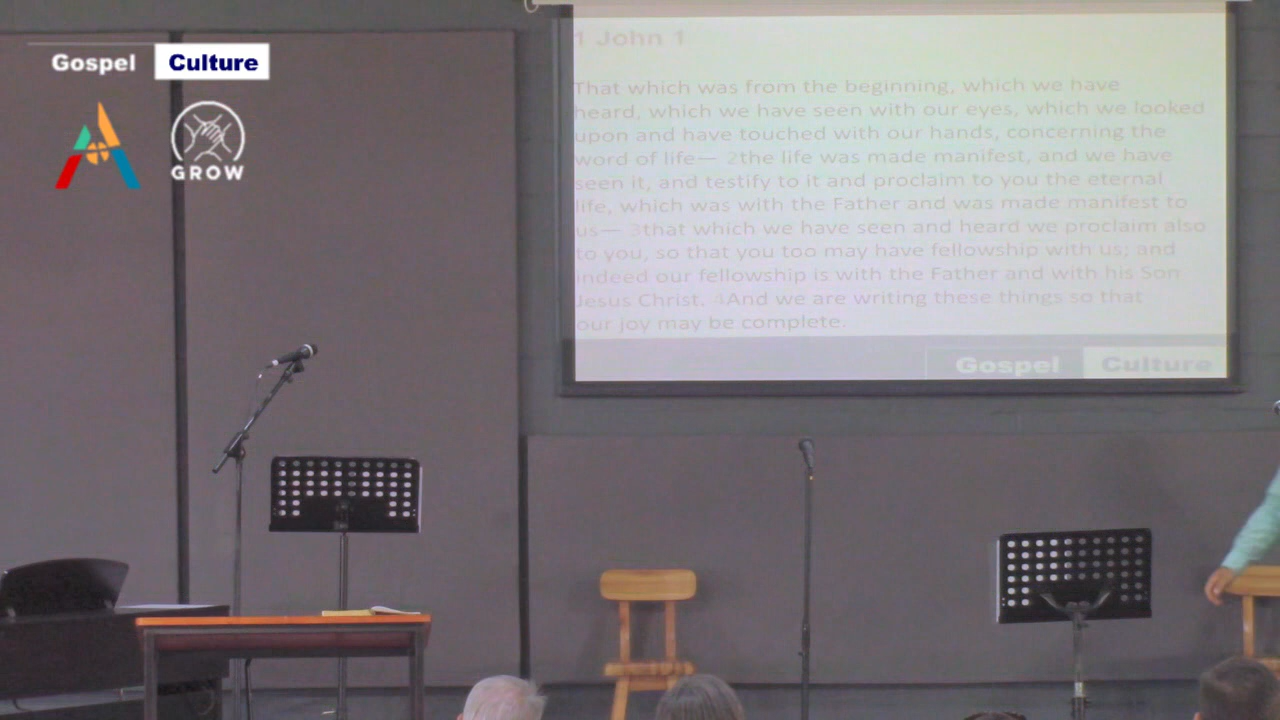 Gospel Culture
GROW
1 John 1
That which was from the beginning, which we have
heard, which we have seen with our eyes, which we looked
upon and have touched with our hands, concerning the
word of life— 2the life was made manifest, and we have
seen it, and testify to it and proclaim to you the eternal
life, which was with the Father and was made manifest to
us— 3that which we have seen and heard we proclaim also
to you, so that you too may have fellowship with us; and
indeed our fellowship is with the Father and with his Son
Jesus Christ. 4And we are writing these things so that
our joy may be complete.
Gospel Culture